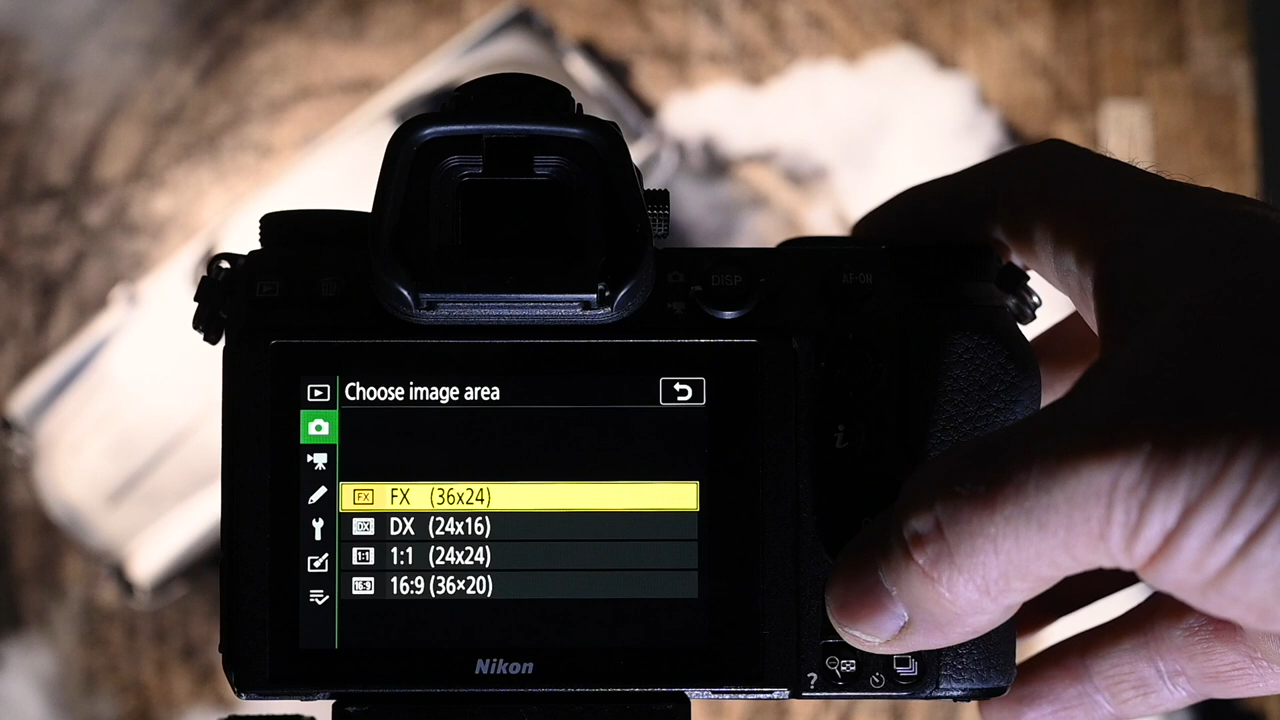 DISP
AF-ON
Choose image area
FX FX (36x24)
DX DX (24x16)
1:1 1:1 (24x24)
16:9 16:9 (36×20)
i
Nikon
?